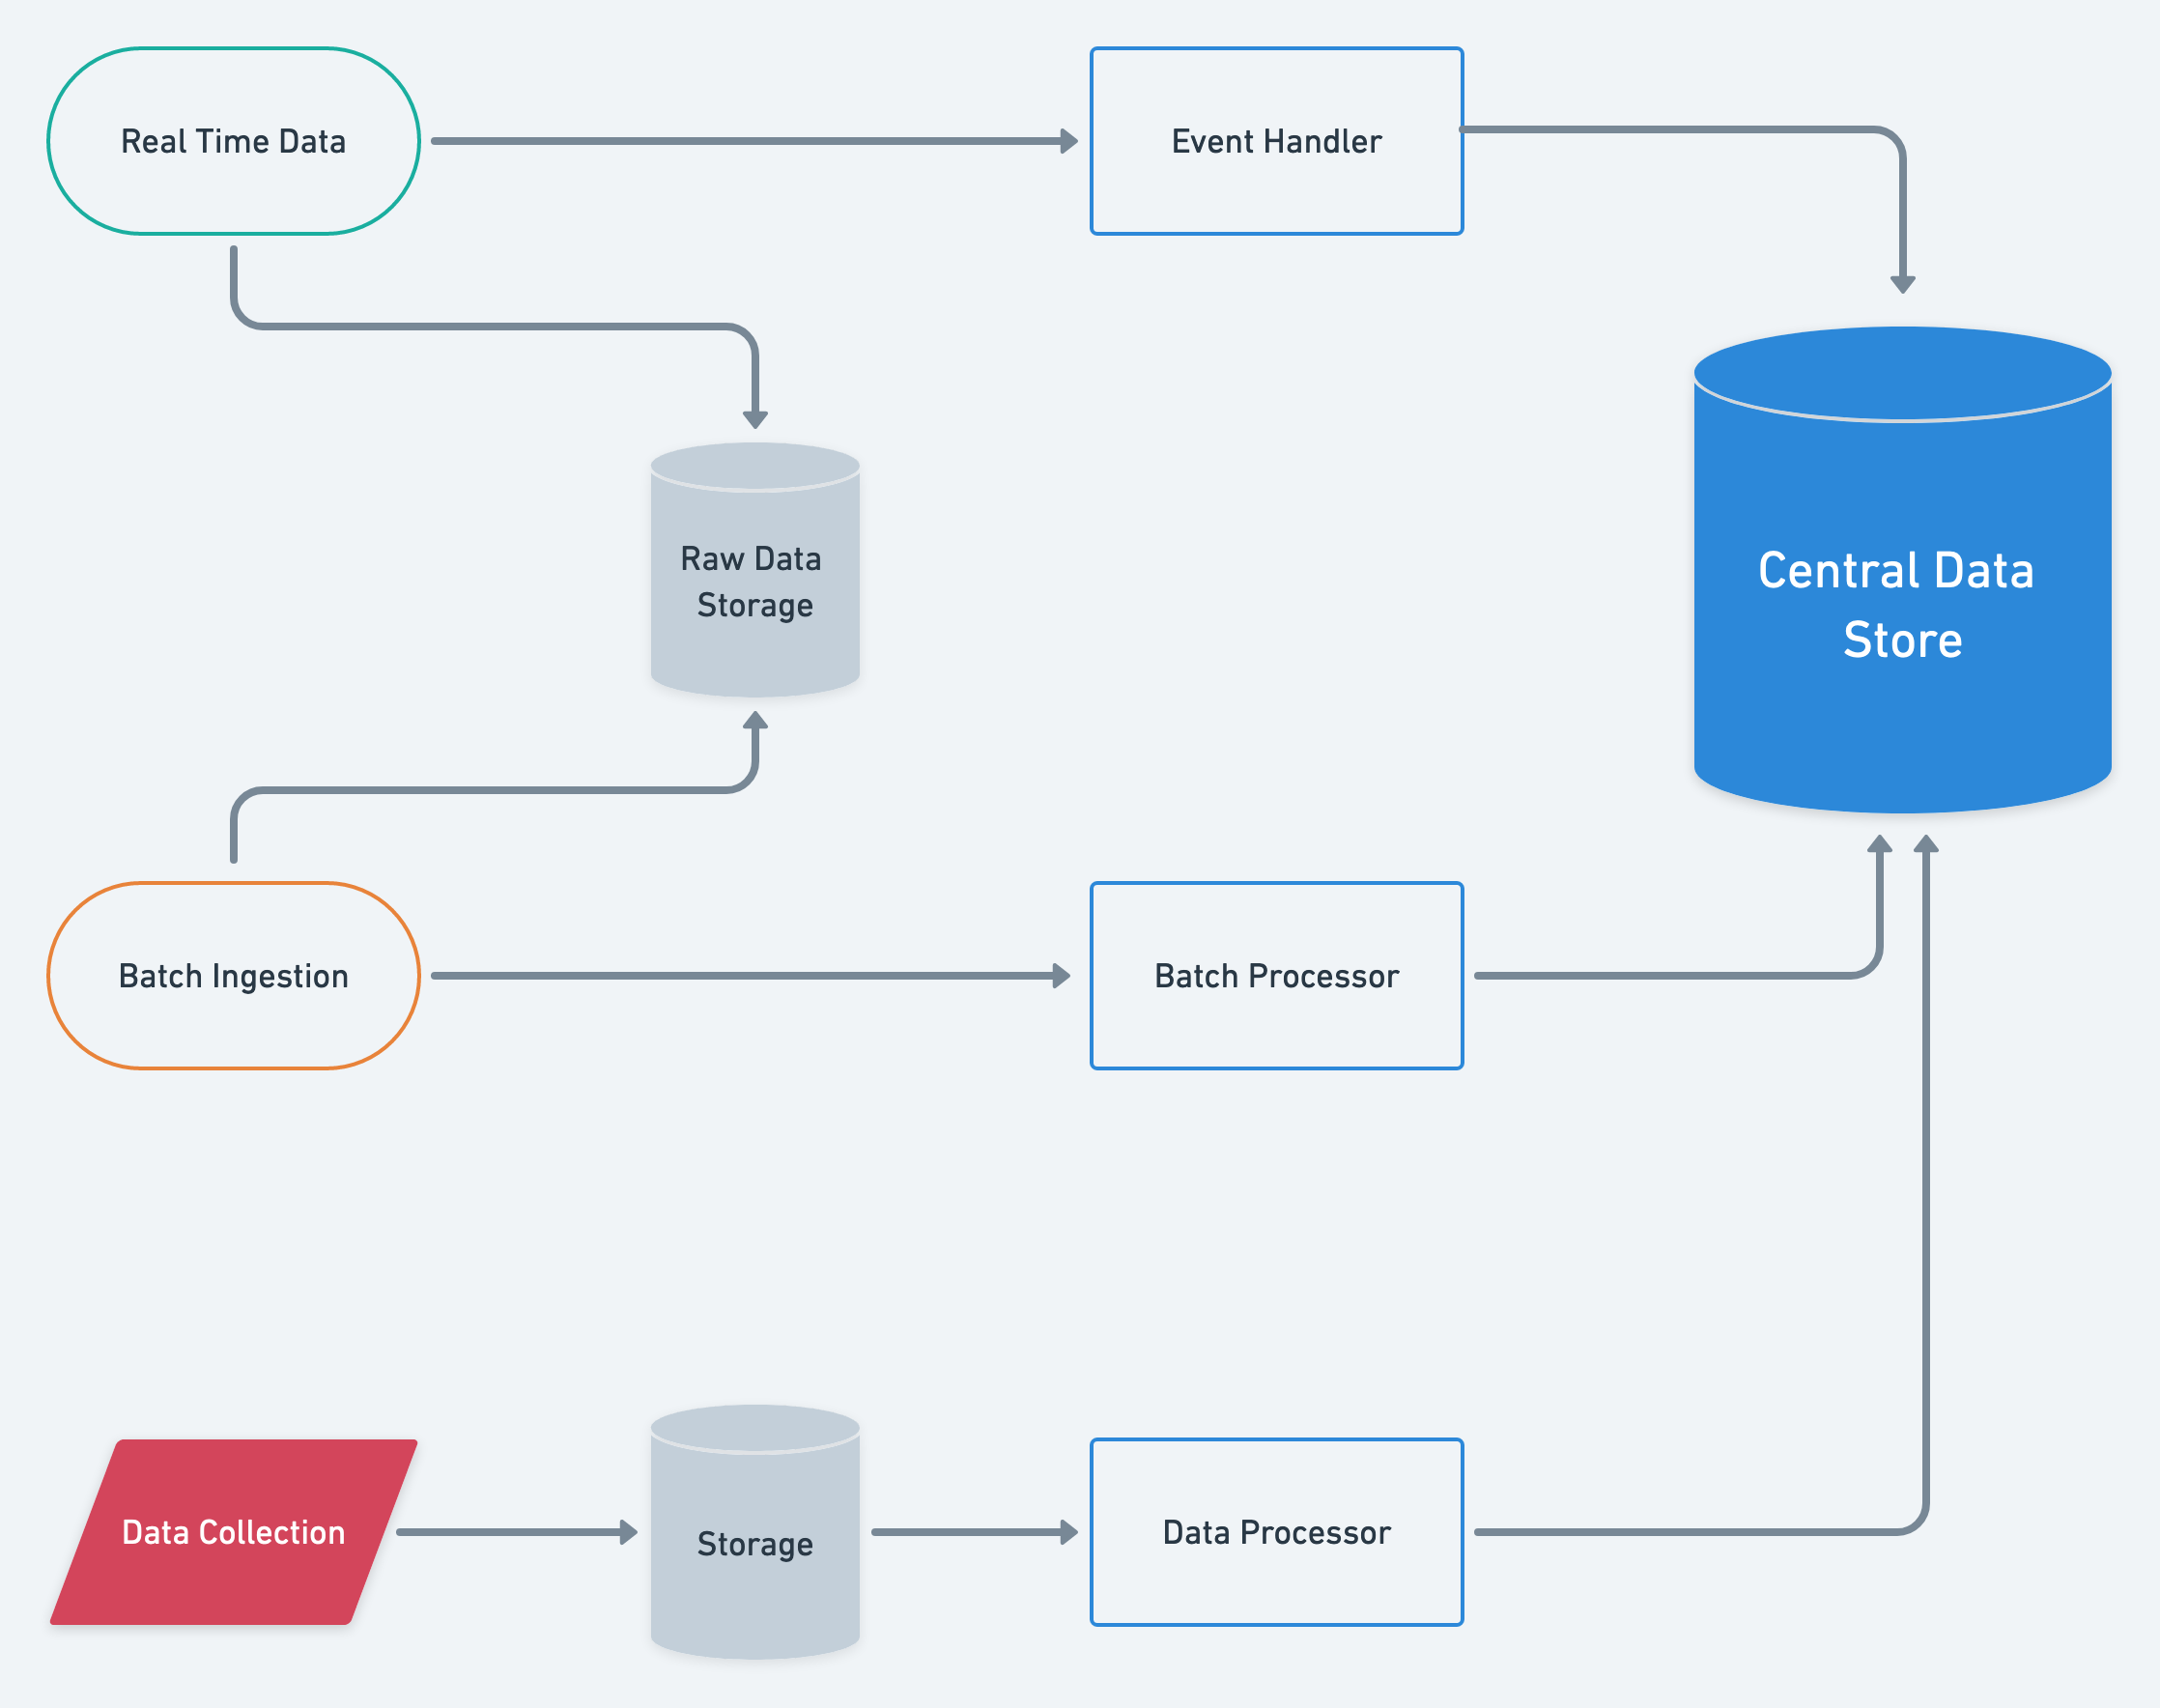 Real Time Data
Event Handler
Raw Data
Storage
Central Data
Store
Batch Ingestion
Batch Processor
Data Collection
Storage
Data Processor